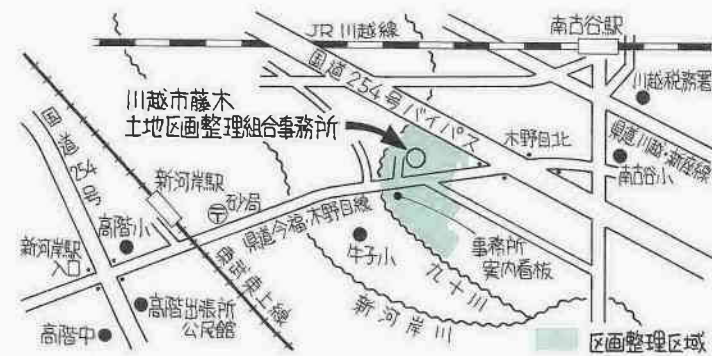 JR川越線
南古谷駅
国道254号バイパス
川越税務署
川越市藤木
土地区画整理組合事務所
木野目北
県道川越・新座線
南古谷小
国道254号
新河岸駅
砂局
県道今福・木野目線
高階小
新河岸駅
入口
東武東上線
牛子小
事務所
案内看板
九十川
新河岸川
高階出張所
公民館
高階中
区画整理区域